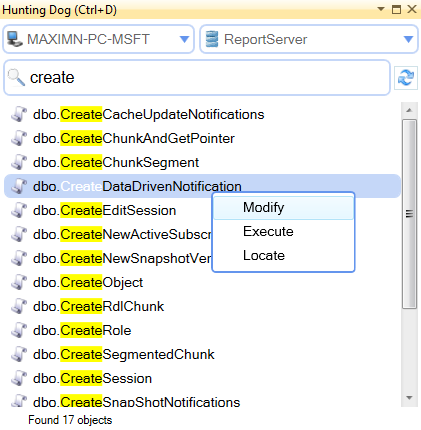 Hunting Dog (Ctrl+D)
MAXIMN-PC-MSFT
ReportServer
create
dbo.CreateCacheUpdateNotifications
dbo.CreateChunkAndGetPointer
dbo.CreateChunkSegment
dbo.CreateDataDrivenNotification
dbo.CreateEditSession
dbo.CreateNewActiveSubscr
dbo.CreateNewSnapshotVer
dbo.CreateObject
dbo.CreateRdlChunk
dbo.CreateRole
dbo.CreateSegmentedChunk
dbo.CreateSession
dbo.CreateSnapShotNotifications
Modify
Execute
Locate
Found 17 objects